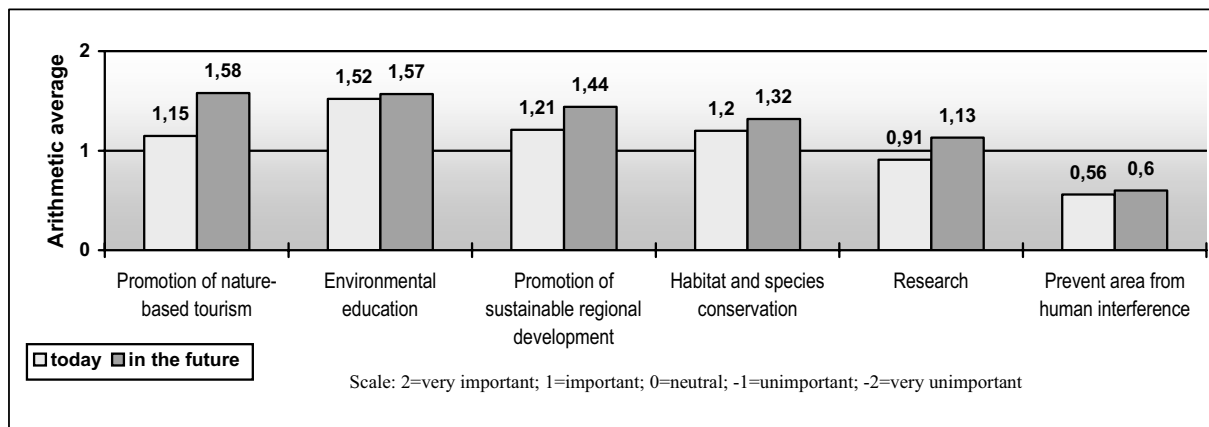 Arithmetic average
2
1
0
1,15
1,58
1,52
1,57
1,21
1,44
1,2
1,32
0,91
1,13
0,56
0,6
Promotion of nature-
based tourism
Environmental
education
Promotion of
sustainable regional
development
Habitat and species
conservation
Research
Prevent area from
human interference
today in the future
Scale: 2=very important; 1=important; 0=neutral; -1=unimportant; -2=very unimportant